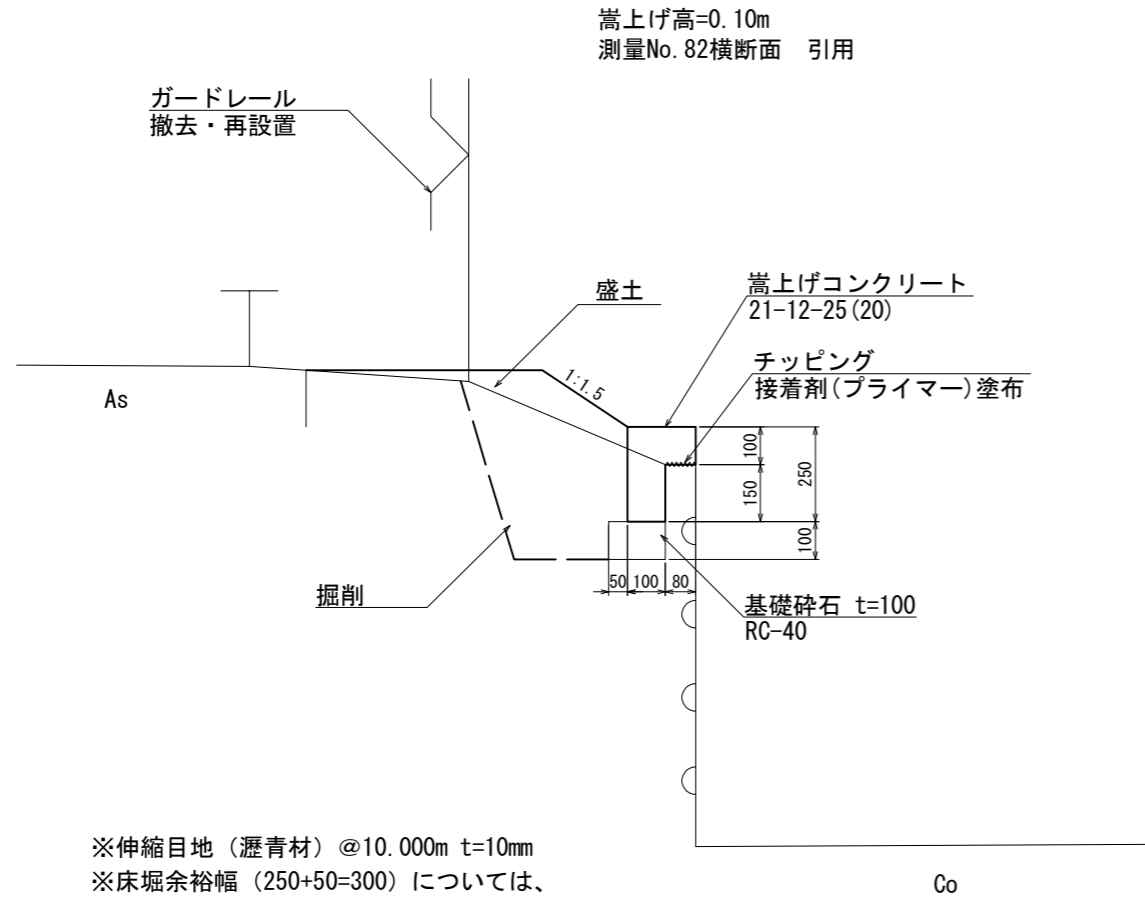 嵩上げ高=0.10m
測量No.82横断面　引用
ガードレール
撤去・再設置
盛土
嵩上げコンクリート
21-12-25(20)
チッピング
接着剤(プライマー)塗布
As
1:1.5
100
150
250
100
50
100
80
掘削
基礎砕石 t=100
RC-40
※伸縮目地（瀝青材）@10.000m t=10mm
※床堀余裕幅（250+50=300）については、
Co